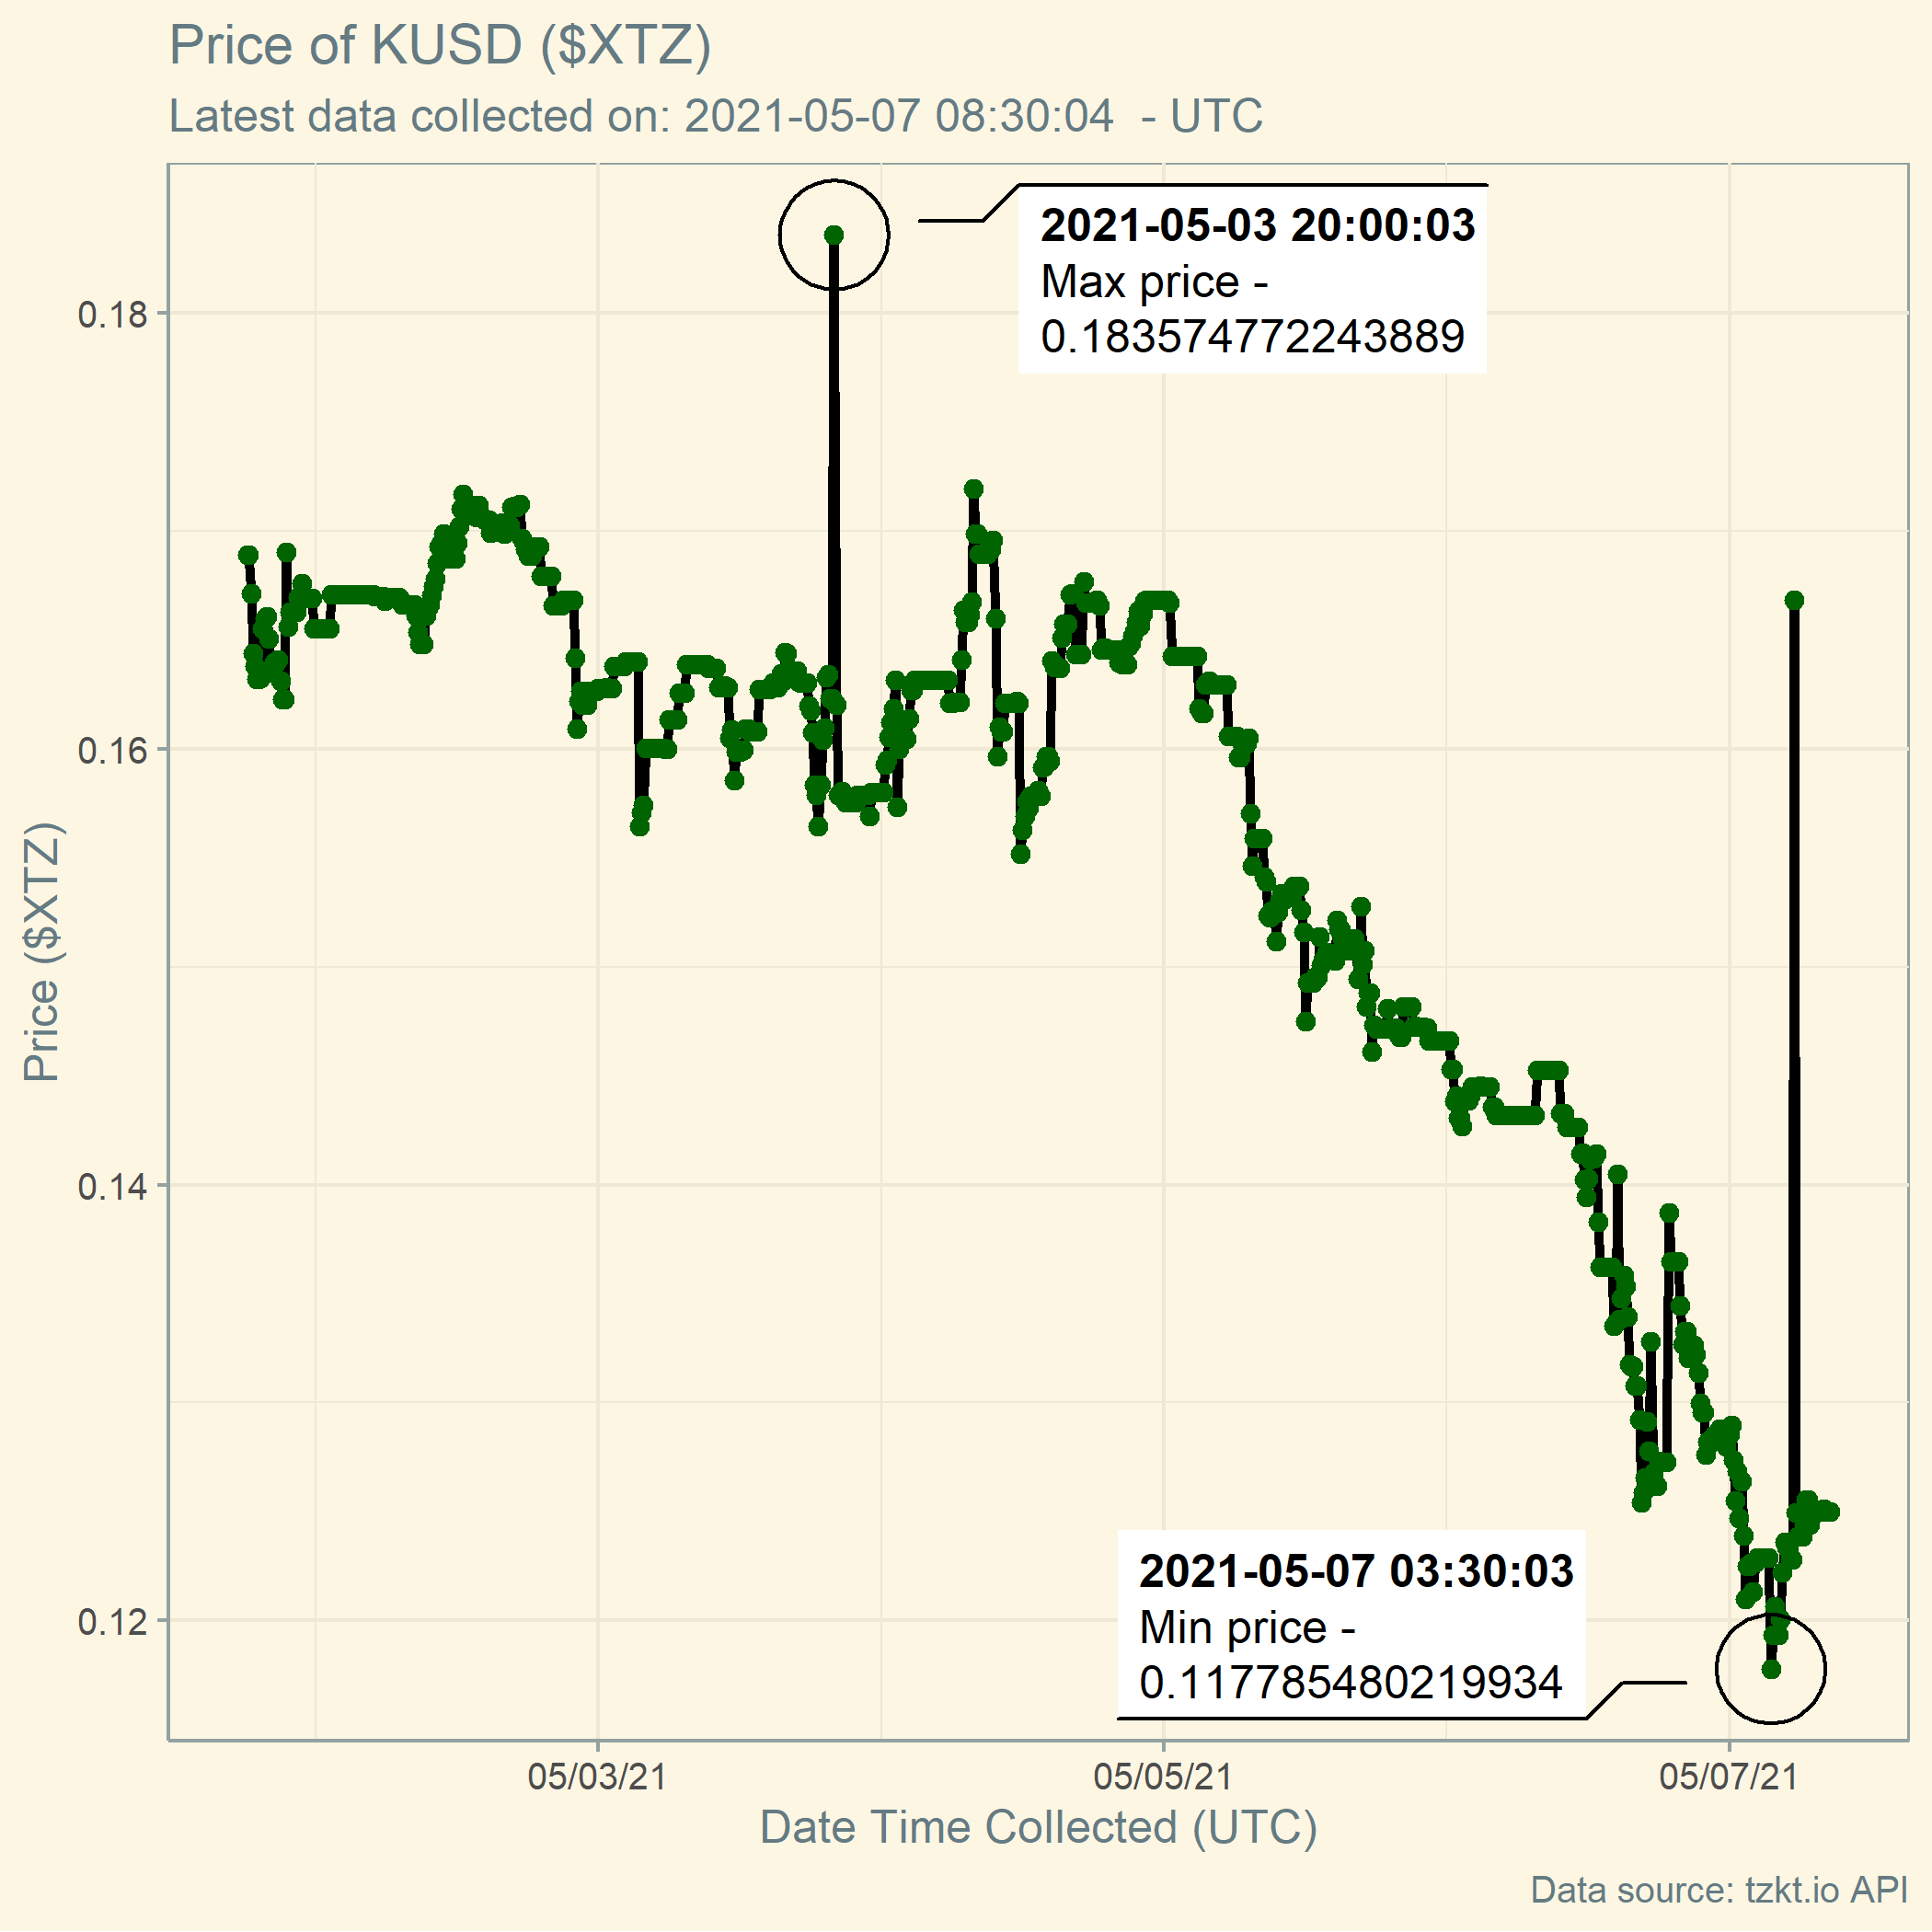 Price of KUSD ($XTZ)
Latest data collected on: 2021-05-07 08:30:04  - UTC
2021-05-03 20:00:03
Max price -
0.183574772243889
0.18
0.16
0.14
0.12
Price ($XTZ)
2021-05-07 03:30:03
Min price -
0.117785480219934
05/03/21
05/05/21
05/07/21
Date Time Collected (UTC)
Data source: tzkt.io API